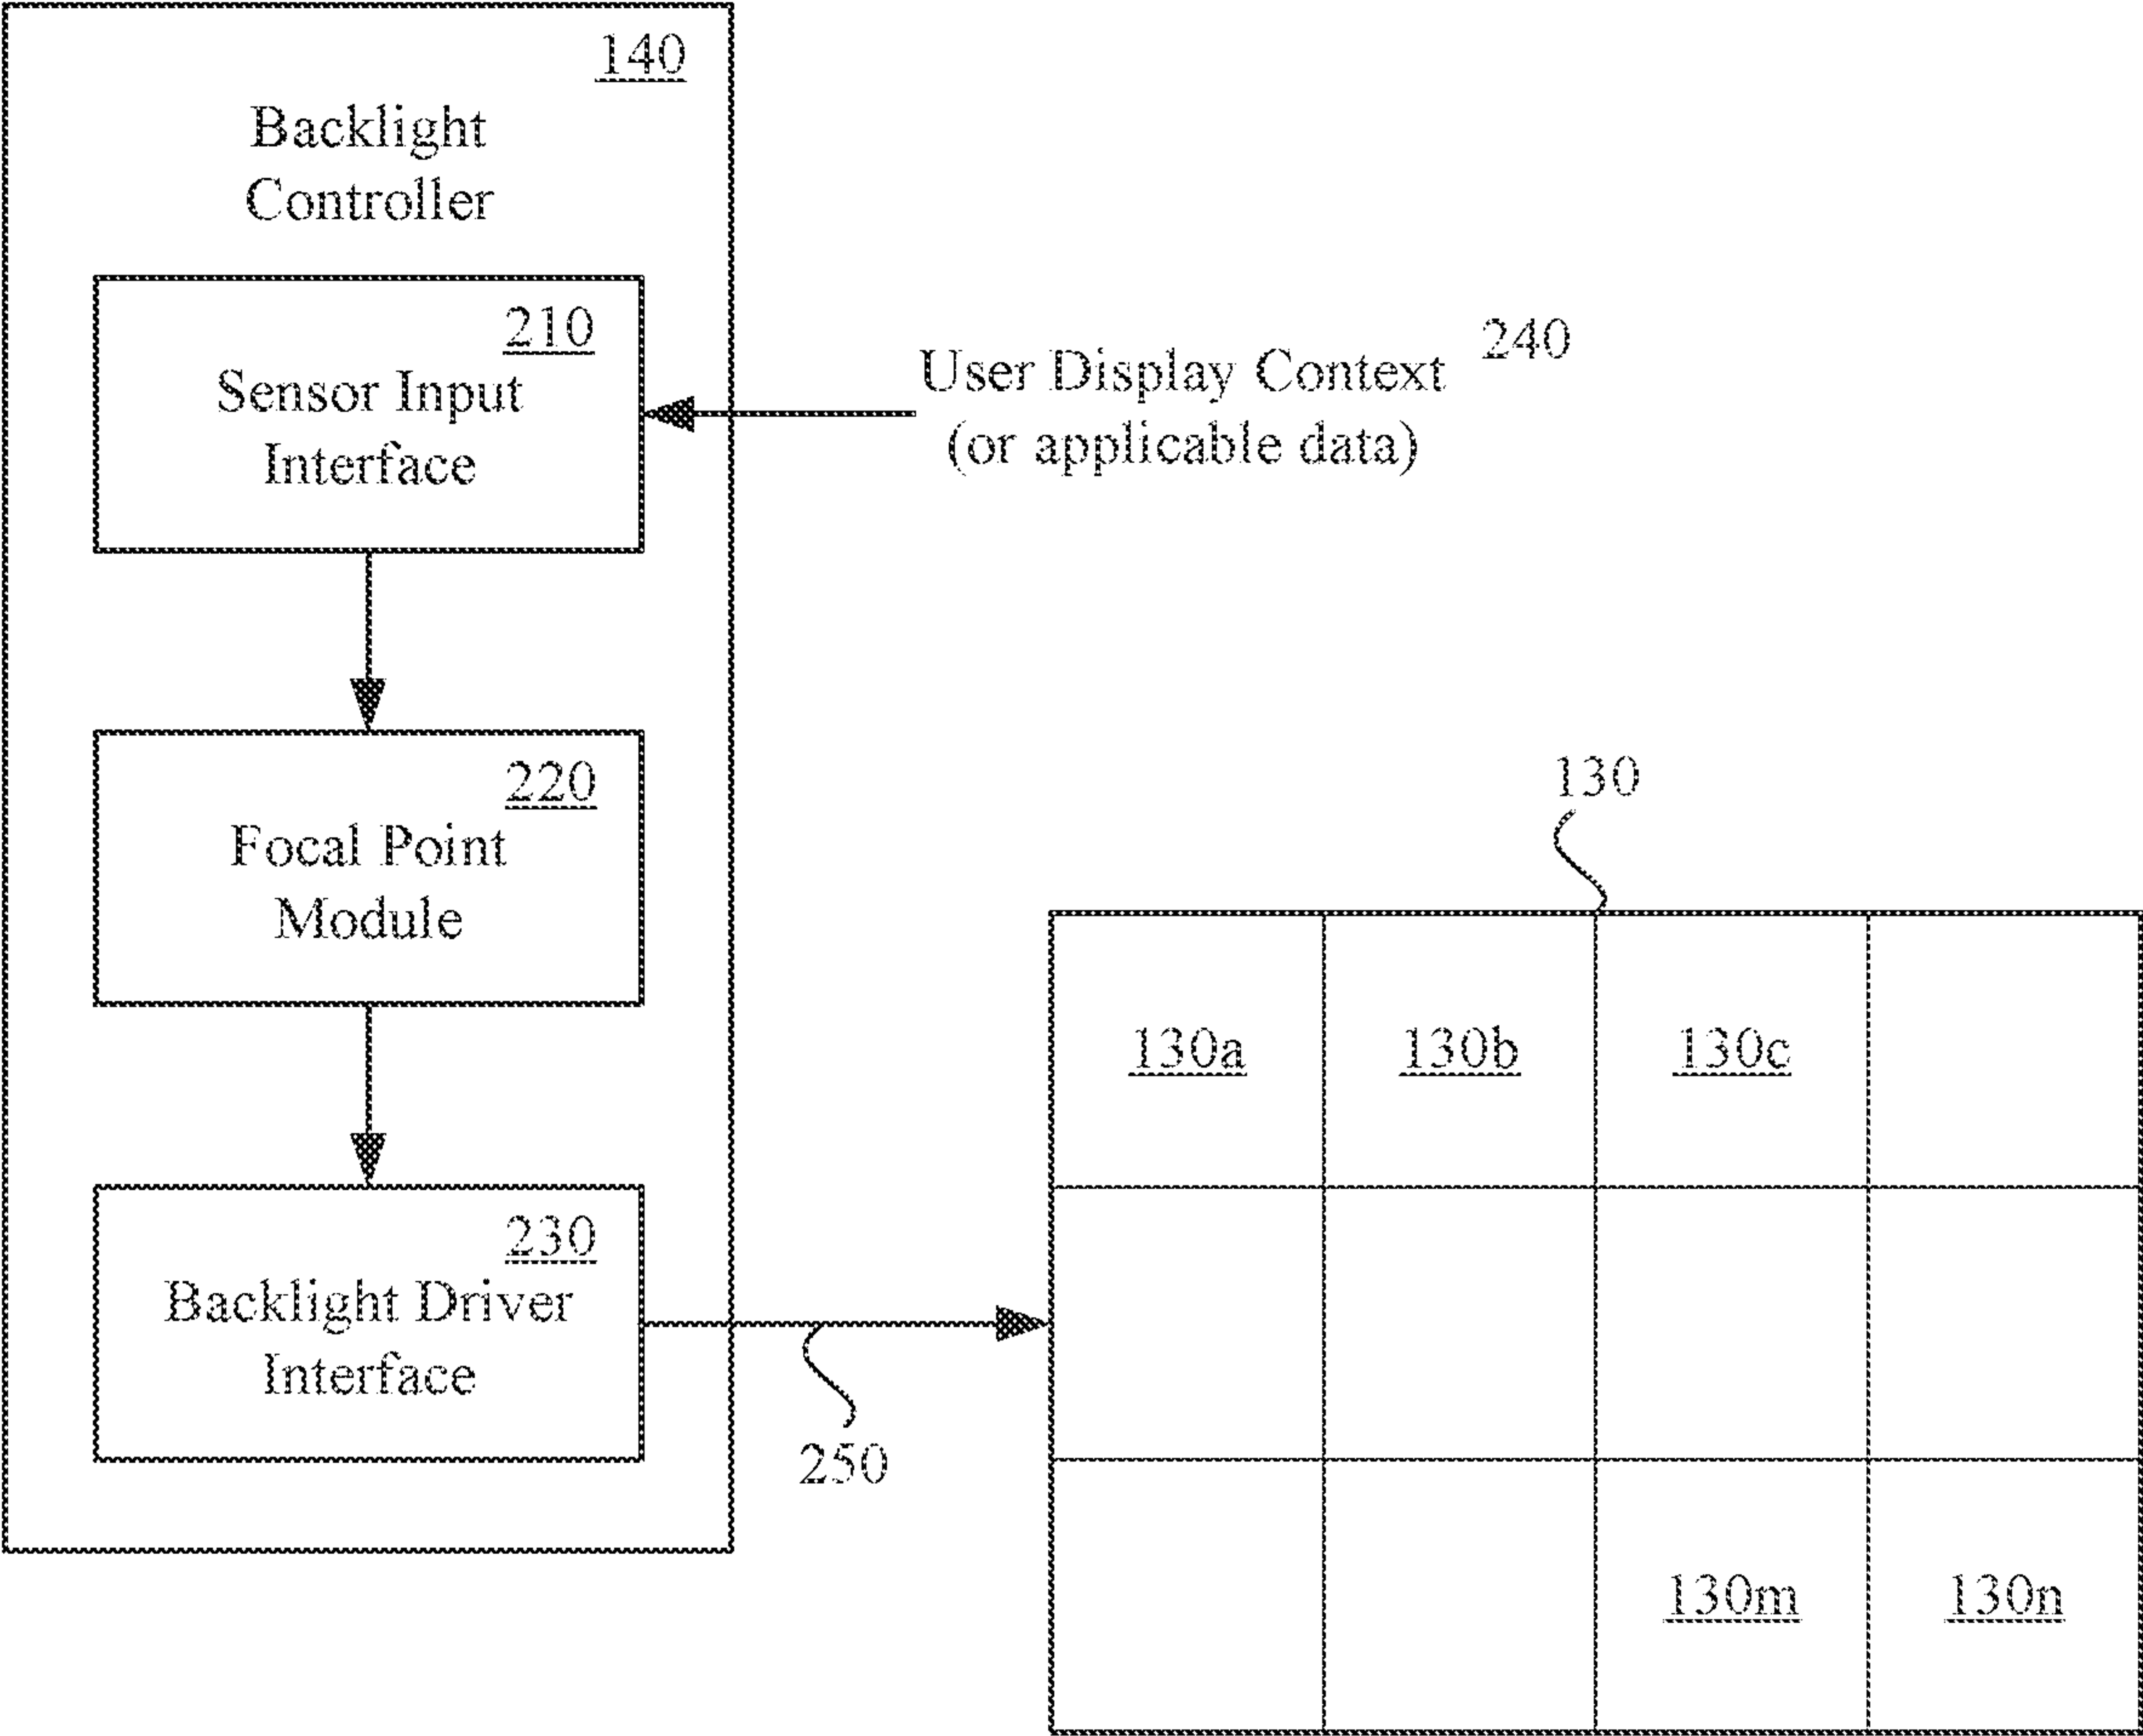 140
Backlight
Controller
210
Sensor Input
Interface
User Display Context 240
(or applicable data)
220
Focal Point
Module
230
Backlight Driver
Interface
250
130
130a 130b 130c
130m 130n